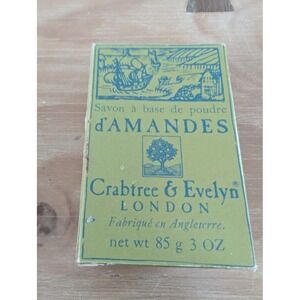 Savon à base de poudre
d'AMANDES
Crabtree & Evelyn®
LONDON
Fabriqué en Angleterre.
net wt 85 g 3 OZ